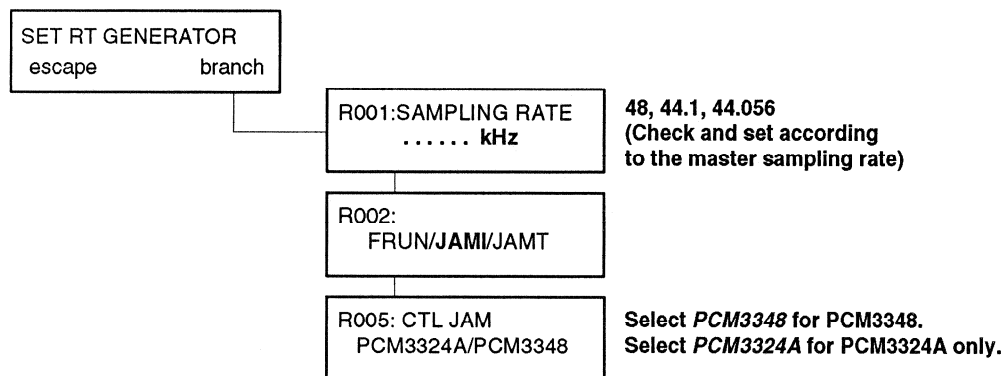 SET RT GENERATOR
escape branch
R001:SAMPLING RATE
...... kHz
48, 44.1, 44.056
(Check and set according
to the master sampling rate)
R002:
FRUN/JAMI/JAMT
R005: CTL JAM
PCM3324A/PCM3348
Select PCM3348 for PCM3348.
Select PCM3324A for PCM3324A only.